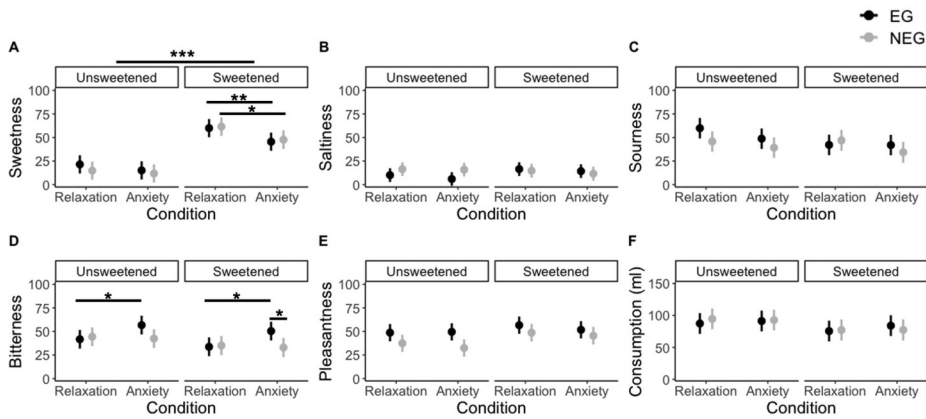 EG
NEG
A
***
B
C
Unsweetened Sweetened
Unsweetened Sweetened
Unsweetened Sweetened
Sweetness
100
75
50
25
0
**
*
Relaxation Anxiety Relaxation Anxiety
Condition
Saltiness
100
75
50
25
0
Relaxation Anxiety Relaxation Anxiety
Condition
Sourness
100
75
50
25
0
Relaxation Anxiety Relaxation Anxiety
Condition
D
E
F
Unsweetened Sweetened
Unsweetened Sweetened
Unsweetened Sweetened
Bitterness
100
75
50
25
0
*
*
*
Relaxation Anxiety Relaxation Anxiety
Condition
Pleasantness
100
75
50
25
0
Relaxation Anxiety Relaxation Anxiety
Condition
Consumption (ml)
150
100
50
0
Relaxation Anxiety Relaxation Anxiety
Condition